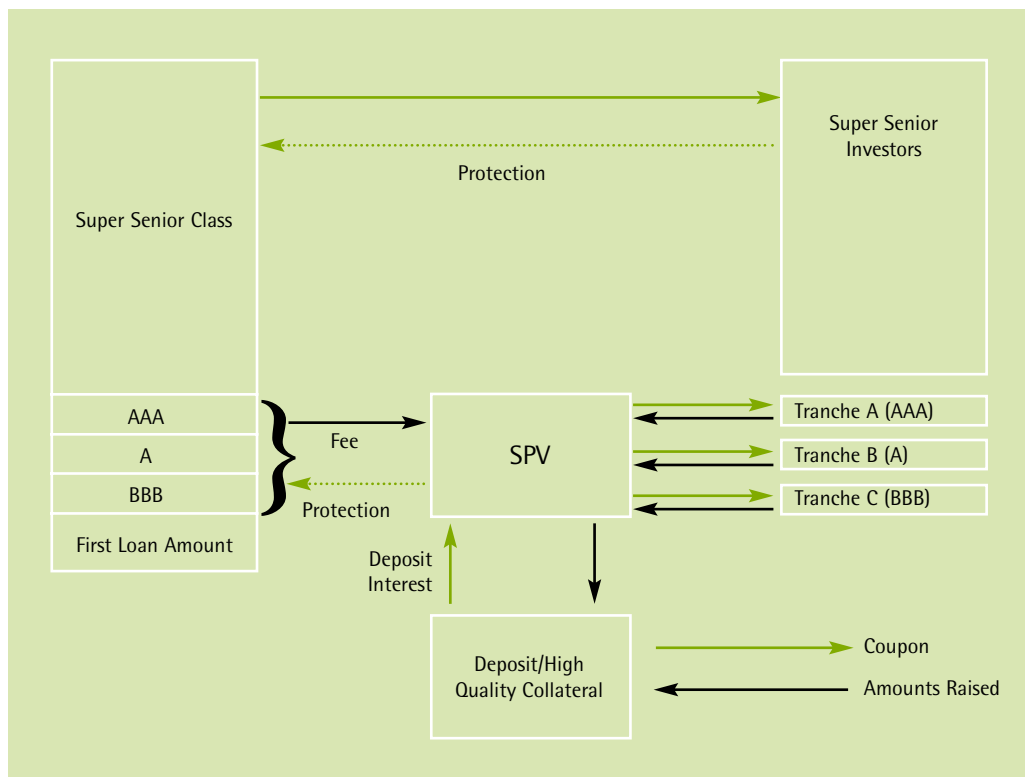 Super Senior
Investors
Protection
Super Senior Class
AAA
A
BBB
First Loan Amount
Fee
Protection
SPV
Tranche A (AAA)
Tranche B (A)
Tranche C (BBB)
Deposit
Interest
Deposit/High
Quality Collateral
Coupon
Amounts Raised